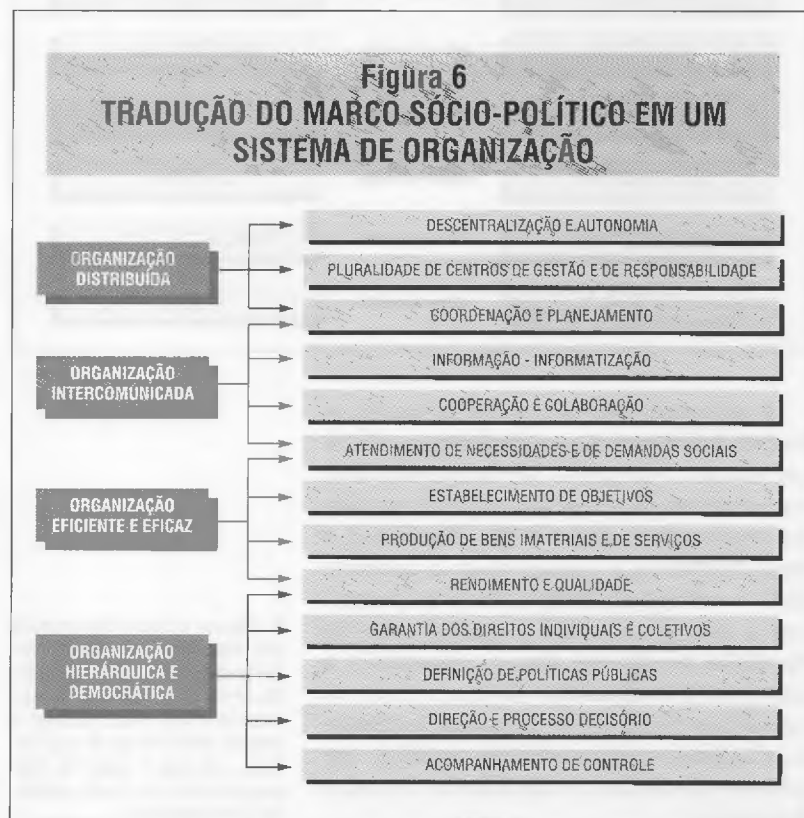 Figura 6
TRADUÇÃO DO MARCO SÓCIO-POLÍTICO EM UM
SISTEMA DE ORGANIZAÇÃO
ORGANIZAÇÃO
DISTRIBUÍDA
DESCENTRALIZAÇÃO E AUTONOMIA
PLURALIDADE DE CENTROS DE GESTÃO E DE RESPONSABILIDADE
COORDENAÇÃO E PLANEJAMENTO
ORGANIZAÇÃO
INTERCOMUNICADA
INFORMAÇÃO - INFORMATIZAÇÃO
COOPERAÇÃO E COLABORAÇÃO
ATENDIMENTO DE NECESSIDADES E DE DEMANDAS SOCIAIS
ORGANIZAÇÃO
EFICIENTE E EFICAZ
ESTABELECIMENTO DE OBJETIVOS
PRODUÇÃO DE BENS IMATERIAIS E DE SERVIÇOS
RENDIMENTO E QUALIDADE
ORGANIZAÇÃO
HIERÁRQUICA E
DEMOCRÁTICA
GARANTIA DOS DIREITOS INDIVIDUAIS E COLETIVOS
DEFINIÇÃO DE POLÍTICAS PÚBLICAS
DIREÇÃO E PROCESSO DECISÓRIO
ACOMPANHAMENTO DE CONTROLE